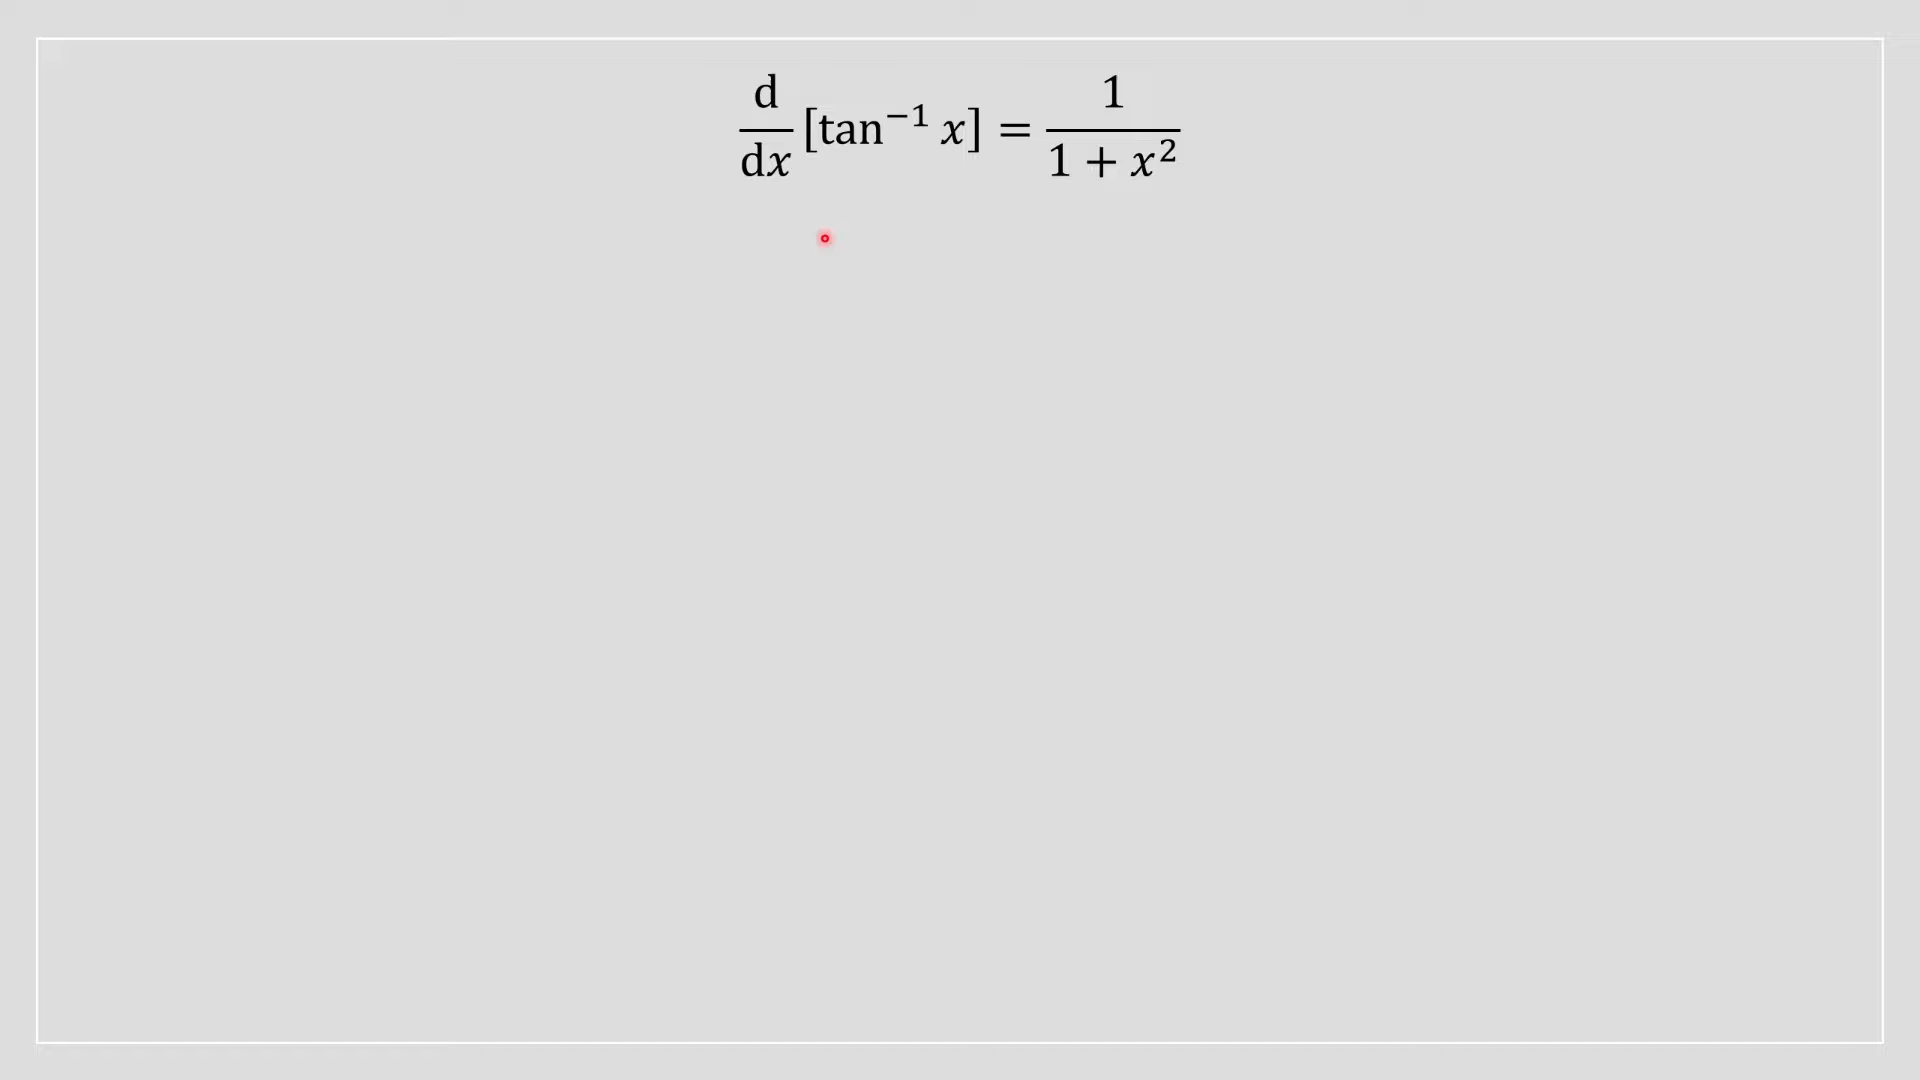 d/dx [tan⁻¹ x] = 1/(1 + x²)